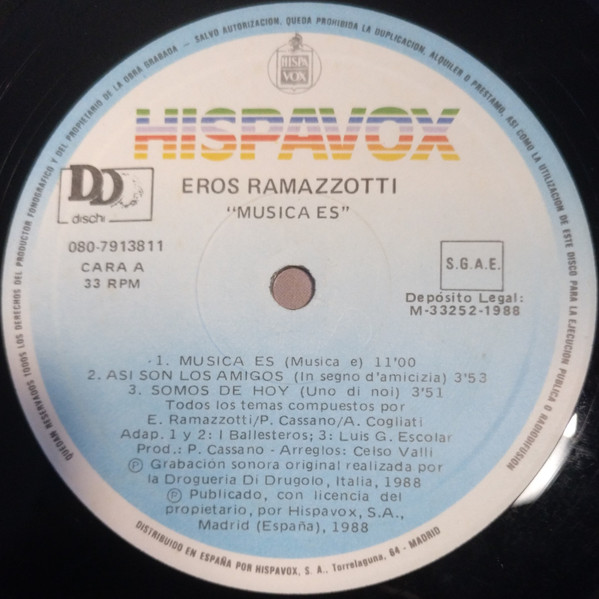 QUEDAN RESERVADOS TODOS LOS DERECHOS DEL PRODUCTOR FONOGRAFICO Y DEL PROPIETARIO DE LA OBRA GRABADA - SALVO AUTORIZACION, QUEDA PROHIBIDA LA DUPLICACION, ALQUILER O PRESTAMO, ASI COMO LA UTILIZACION DE ESTE DISCO PARA LA EJECUCION PUBLICA O RADIODIFUSION
HISPA
VOX
HISPAVOX
DD
dischi
EROS RAMAZZOTTI
"MUSICA ES"
080-7913811
CARA A
33 RPM
S.G.A.E.
Depósito Legal:
M-33252-1988
1. MUSICA ES (Musica e) 11'00
2. ASI SON LOS AMIGOS (In segno d'amicizia) 3'53
3. SOMOS DE HOY (Uno di noi) 3'51
Todos los temas compuestos por
E. Ramazzotti/P. Cassano/A. Cogliati
Adap. 1 y 2: I Ballesteros; 3: Luis G. Escolar
Prod.: P. Cassano - Arreglos: Celso Valli
Ⓟ Grabación sonora original realizada por
la Drogueria Di Drugolo, Italia, 1988
Ⓟ Publicado, con licencia del
propietario, por Hispavox, S.A.,
Madrid (España), 1988
DISTRIBUIDO EN ESPAÑA POR HISPAVOX, S. A., Torrelaguna, 64 - MADRID